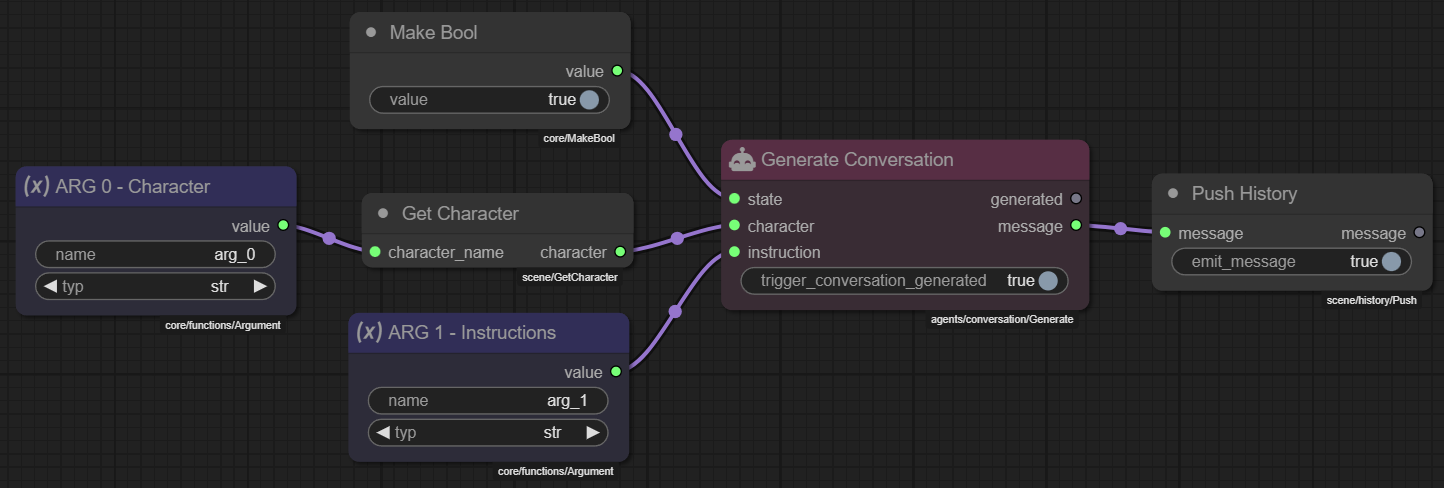 Make Bool
value
value true
core/MakeBool
(x) ARG 0 - Character
value
name arg_0
typ str
core/functions/Argument
Get Character
character_name character
scene/GetCharacter
(x) ARG 1 - Instructions
value
name arg_1
typ str
core/functions/Argument
Generate Conversation
state generated
character message
instruction
trigger_conversation_generated true
agents/conversation/Generate
Push History
message message
emit_message true
scene/history/Push